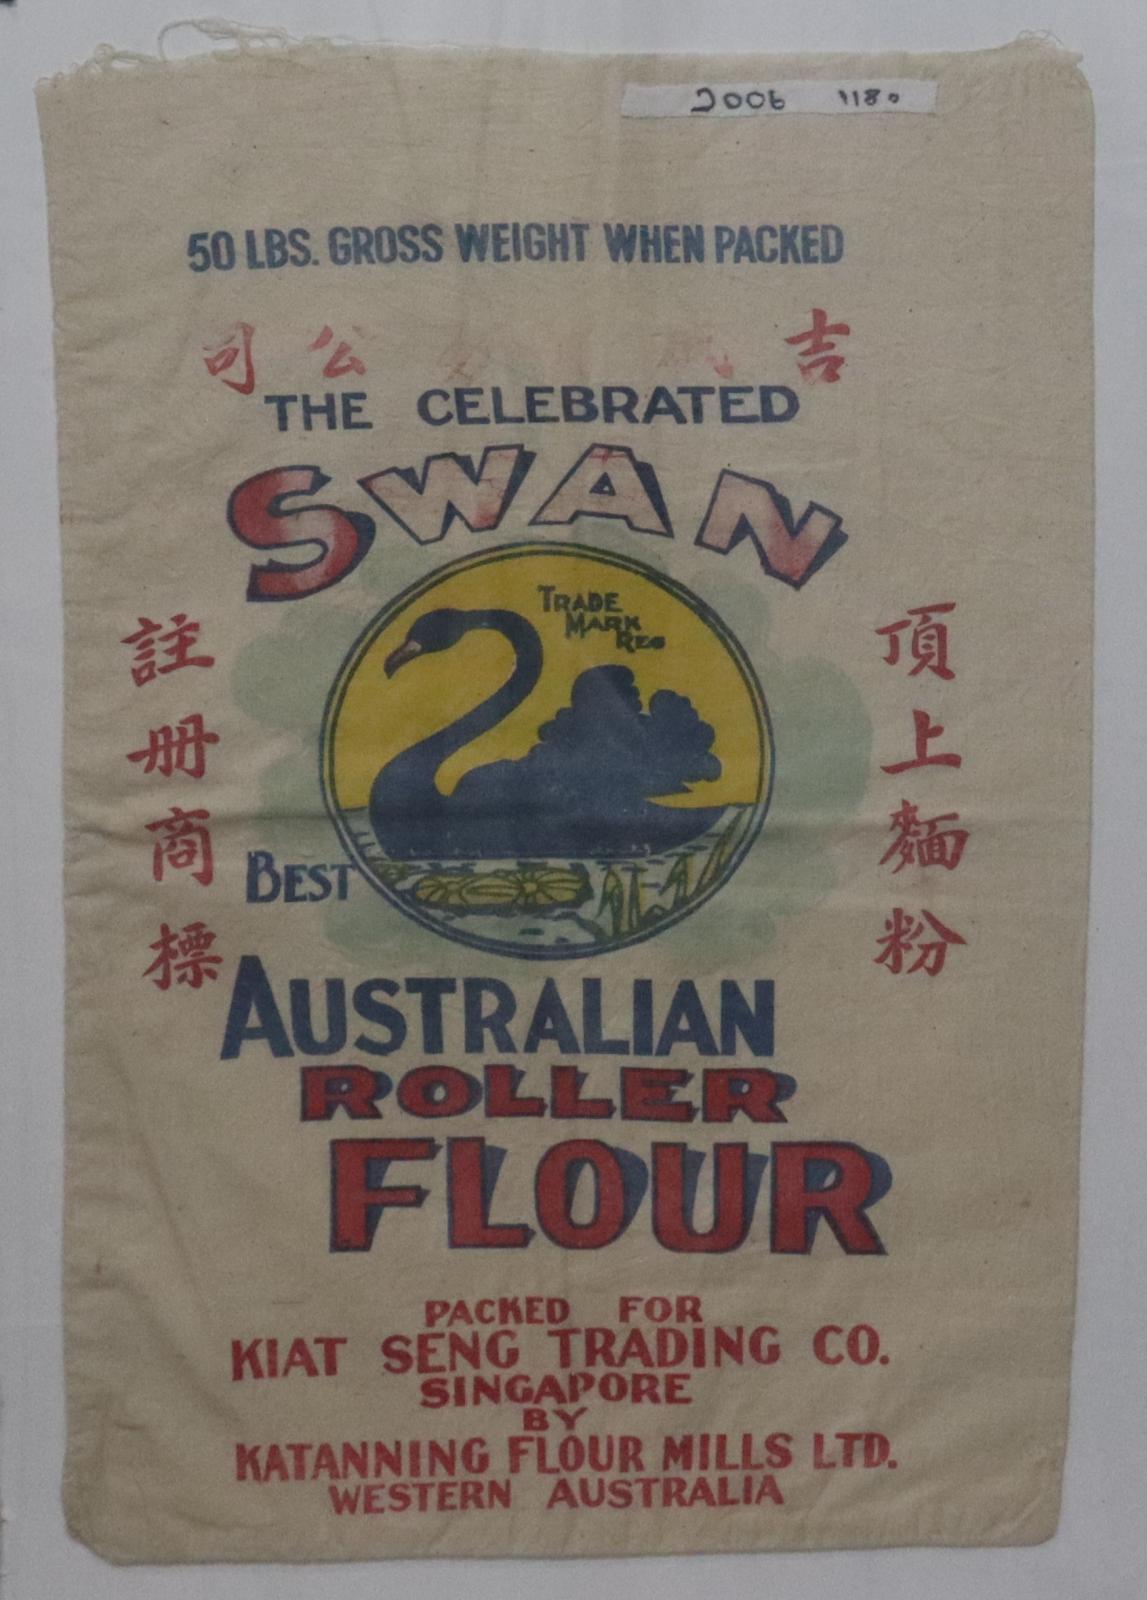 2006 1180
50 LBS. GROSS WEIGHT WHEN PACKED
吉 公司
THE CELEBRATED
SWAN
TRADE
MARK
REG
頂上麵粉
註册商標
BEST
AUSTRALIAN
ROLLER
FLOUR
PACKED FOR
KIAT SENG TRADING CO.
SINGAPORE
BY
KATANNING FLOUR MILLS LTD.
WESTERN AUSTRALIA